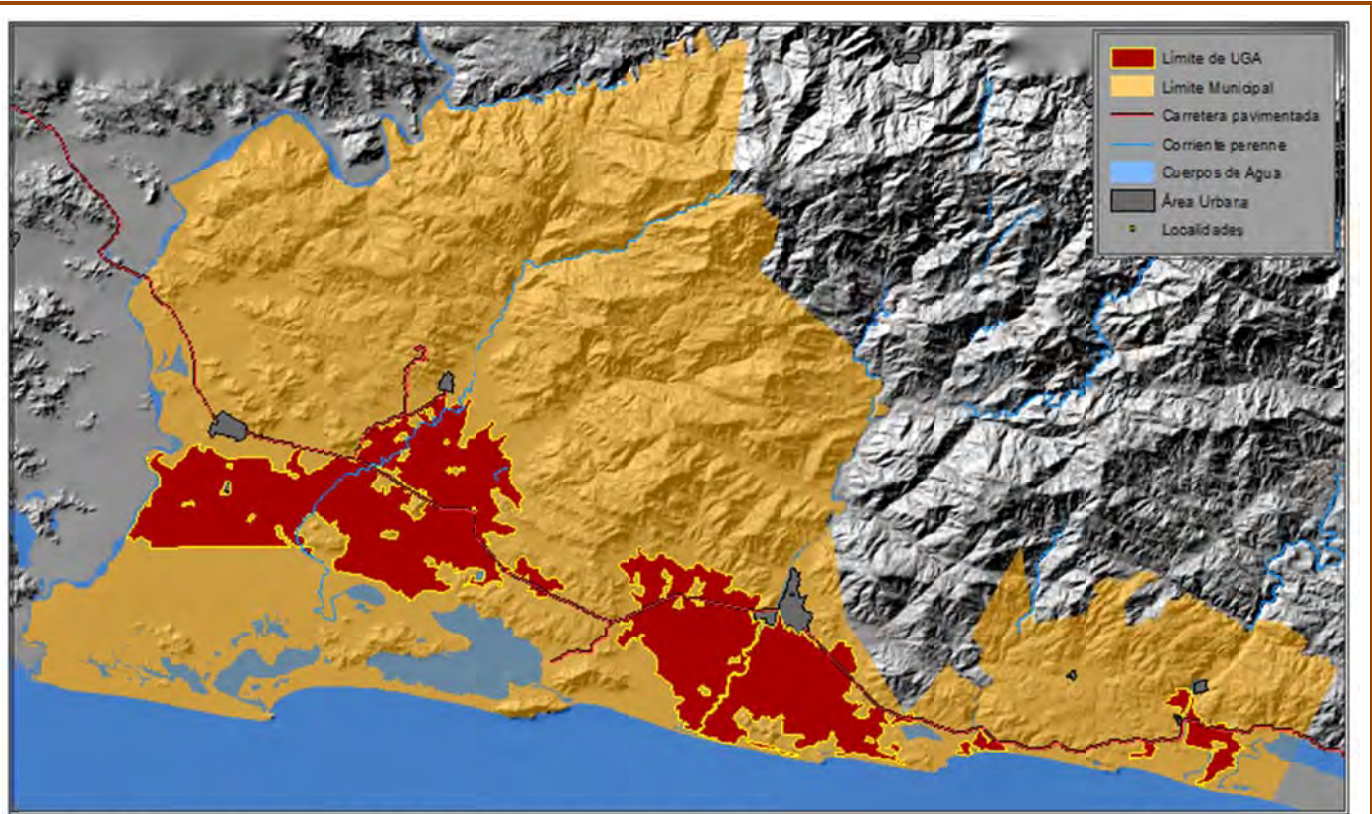 Límite de UGA
Límite Municipal
Carretera pavimentada
Corriente perenne
Cuerpos de Agua
Área Urbana
Localidades